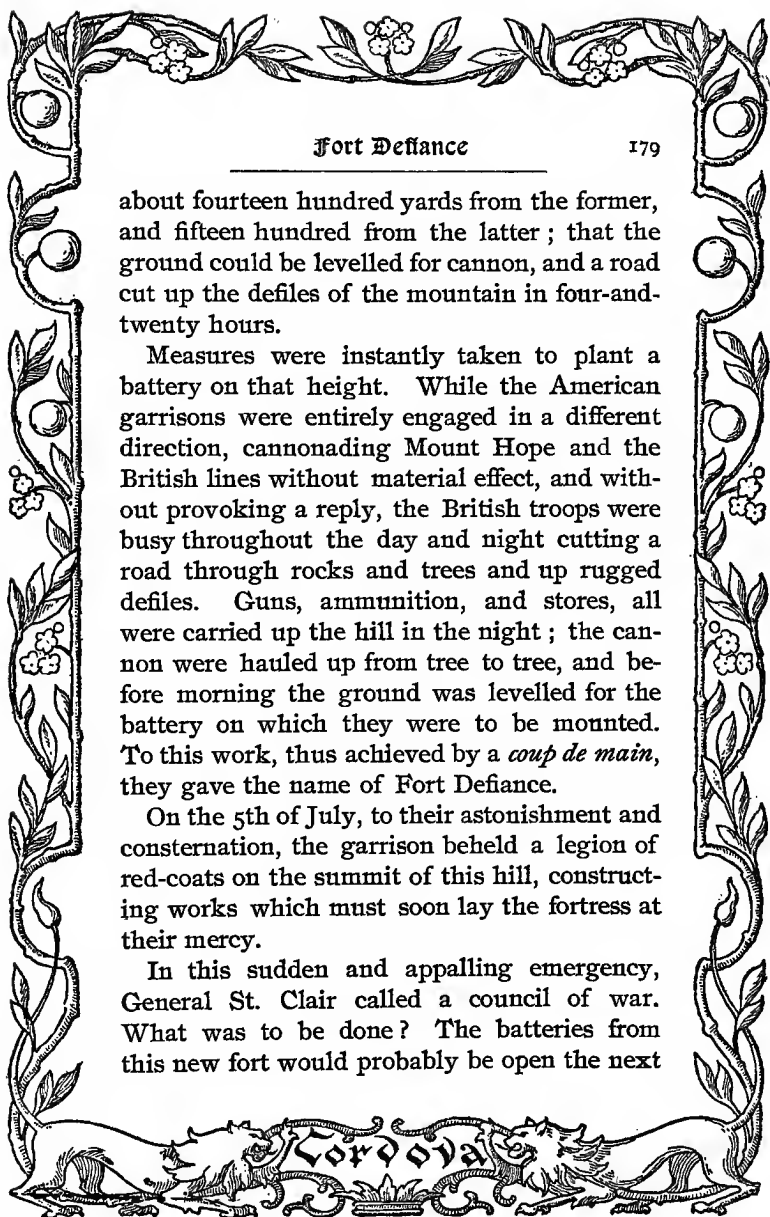 Fort Defiance 179
about fourteen hundred yards from the former,
and fifteen hundred from the latter ; that the
ground could be levelled for cannon, and a road
cut up the defiles of the mountain in four-and-
twenty hours.
Measures were instantly taken to plant a
battery on that height. While the American
garrisons were entirely engaged in a different
direction, cannonading Mount Hope and the
British lines without material effect, and with-
out provoking a reply, the British troops were
busy throughout the day and night cutting a
road through rocks and trees and up rugged
defiles. Guns, ammunition, and stores, all
were carried up the hill in the night ; the can-
non were hauled up from tree to tree, and be-
fore morning the ground was levelled for the
battery on which they were to be mounted.
To this work, thus achieved by a coup de main,
they gave the name of Fort Defiance.
On the 5th of July, to their astonishment and
consternation, the garrison beheld a legion of
red-coats on the summit of this hill, construct-
ing works which must soon lay the fortress at
their mercy.
In this sudden and appalling emergency,
General St. Clair called a council of war.
What was to be done ? The batteries from
this new fort would probably be open the next
Cordova